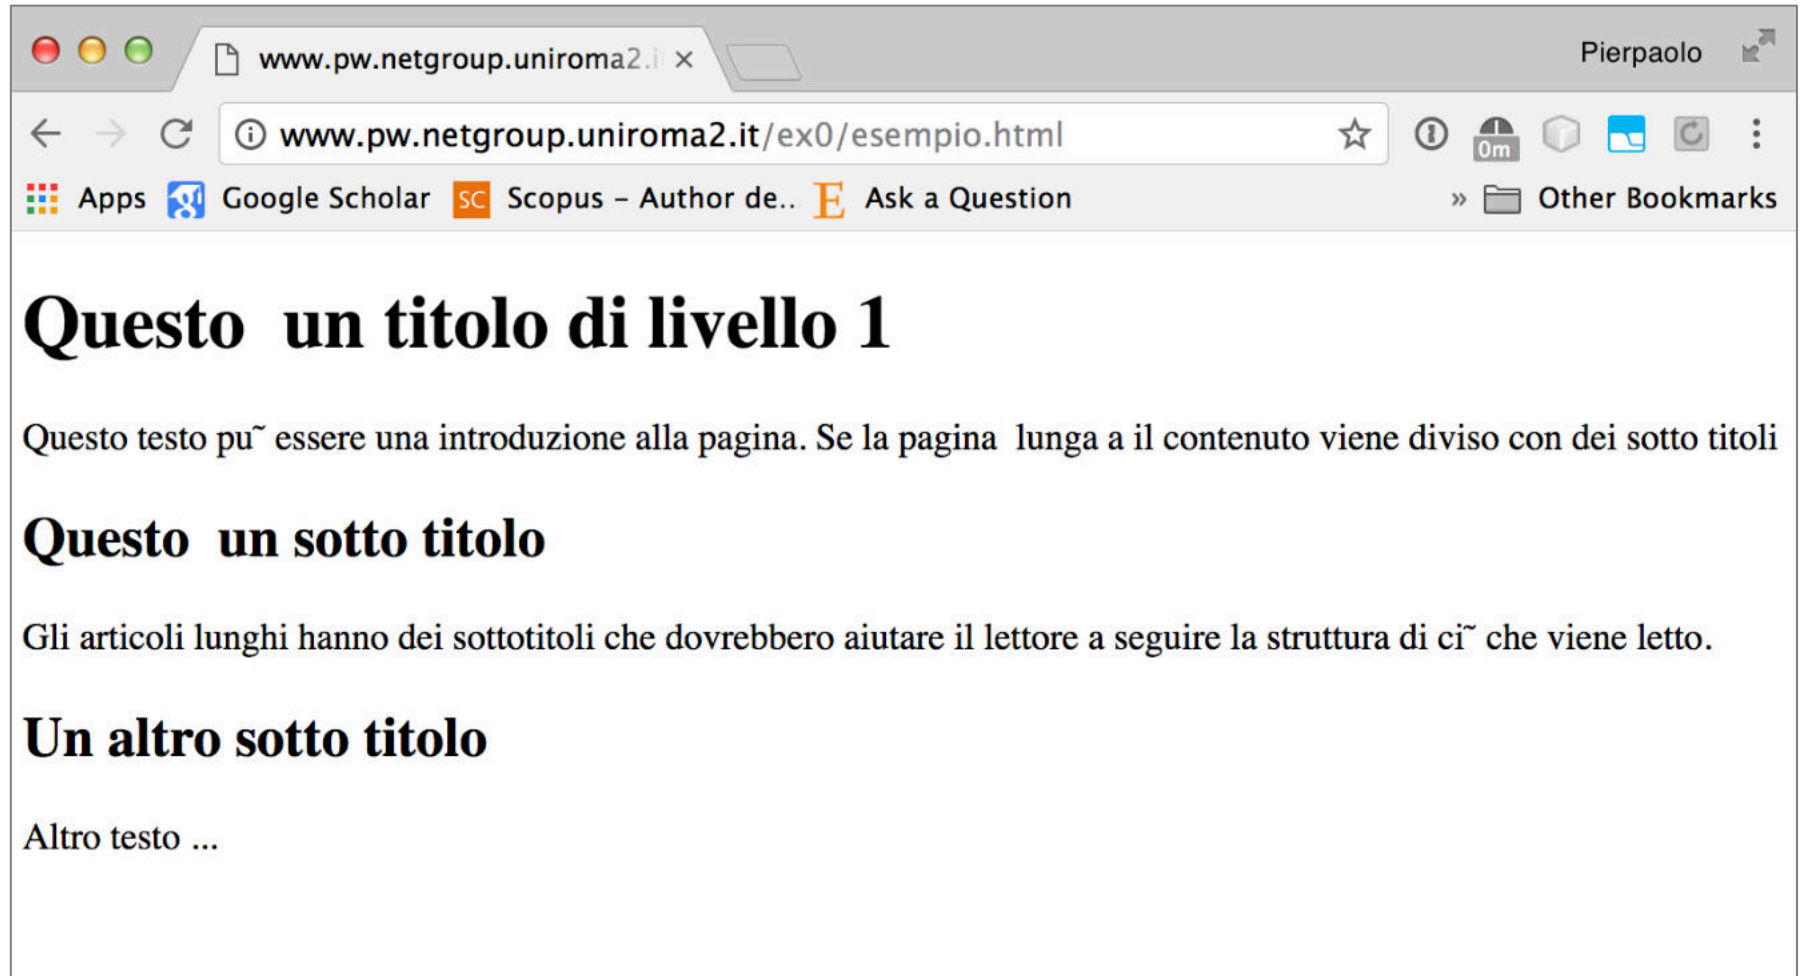 www.pw.netgroup.uniroma2.i
Pierpaolo
www.pw.netgroup.uniroma2.it/ex0/esempio.html
0m
Apps Google Scholar SC Scopus – Author de... E Ask a Question » Other Bookmarks
Questo  un titolo di livello 1
Questo testo pu˜ essere una introduzione alla pagina. Se la pagina  lunga a il contenuto viene diviso con dei sotto titoli
Questo  un sotto titolo
Gli articoli lunghi hanno dei sottotitoli che dovrebbero aiutare il lettore a seguire la struttura di ci˜ che viene letto.
Un altro sotto titolo
Altro testo ...